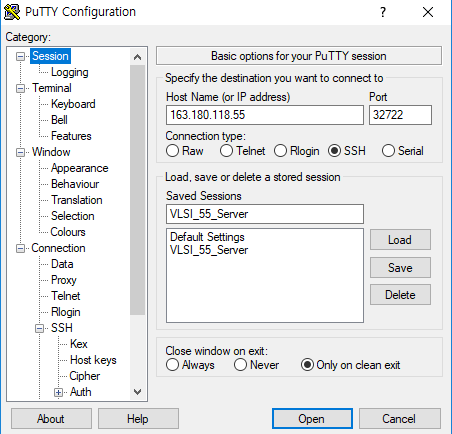 PuTTY Configuration
?
Category:
Session
Logging
Terminal
Keyboard
Bell
Features
Window
Appearance
Behaviour
Translation
Selection
Colours
Connection
Data
Proxy
Telnet
Rlogin
SSH
Kex
Host keys
Cipher
Auth
Basic options for your PuTTY session
Specify the destination you want to connect to
Host Name (or IP address) Port
163.180.118.55 32722
Connection type:
Raw Telnet Rlogin SSH Serial
Load, save or delete a stored session
Saved Sessions
VLSI_55_Server
Default Settings
VLSI_55_Server
Load
Save
Delete
Close window on exit:
Always Never Only on clean exit
About Help Open Cancel